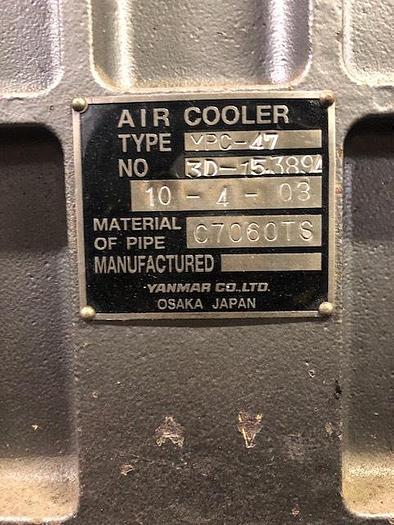 AIR COOLER
TYPE YPC-47
NO 3D-153894
10 - 4 - 03
MATERIAL OF PIPE C7060TS
MANUFACTURED
YANMAR CO.,LTD.
OSAKA JAPAN